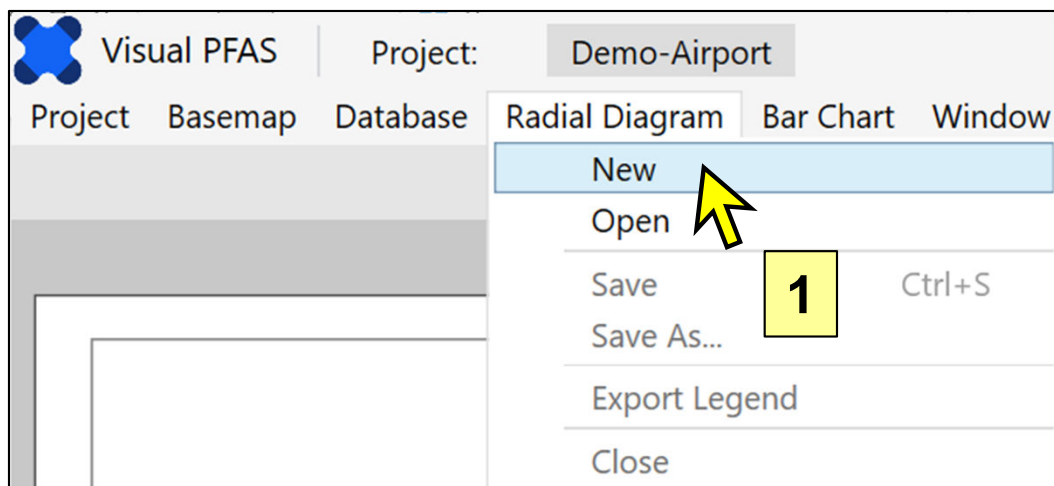 Visual PFAS Project: Demo-Airport
Project Basemap Database Radial Diagram Bar Chart Window
New
Open
Save Ctrl+S
1
Save As...
Export Legend
Close